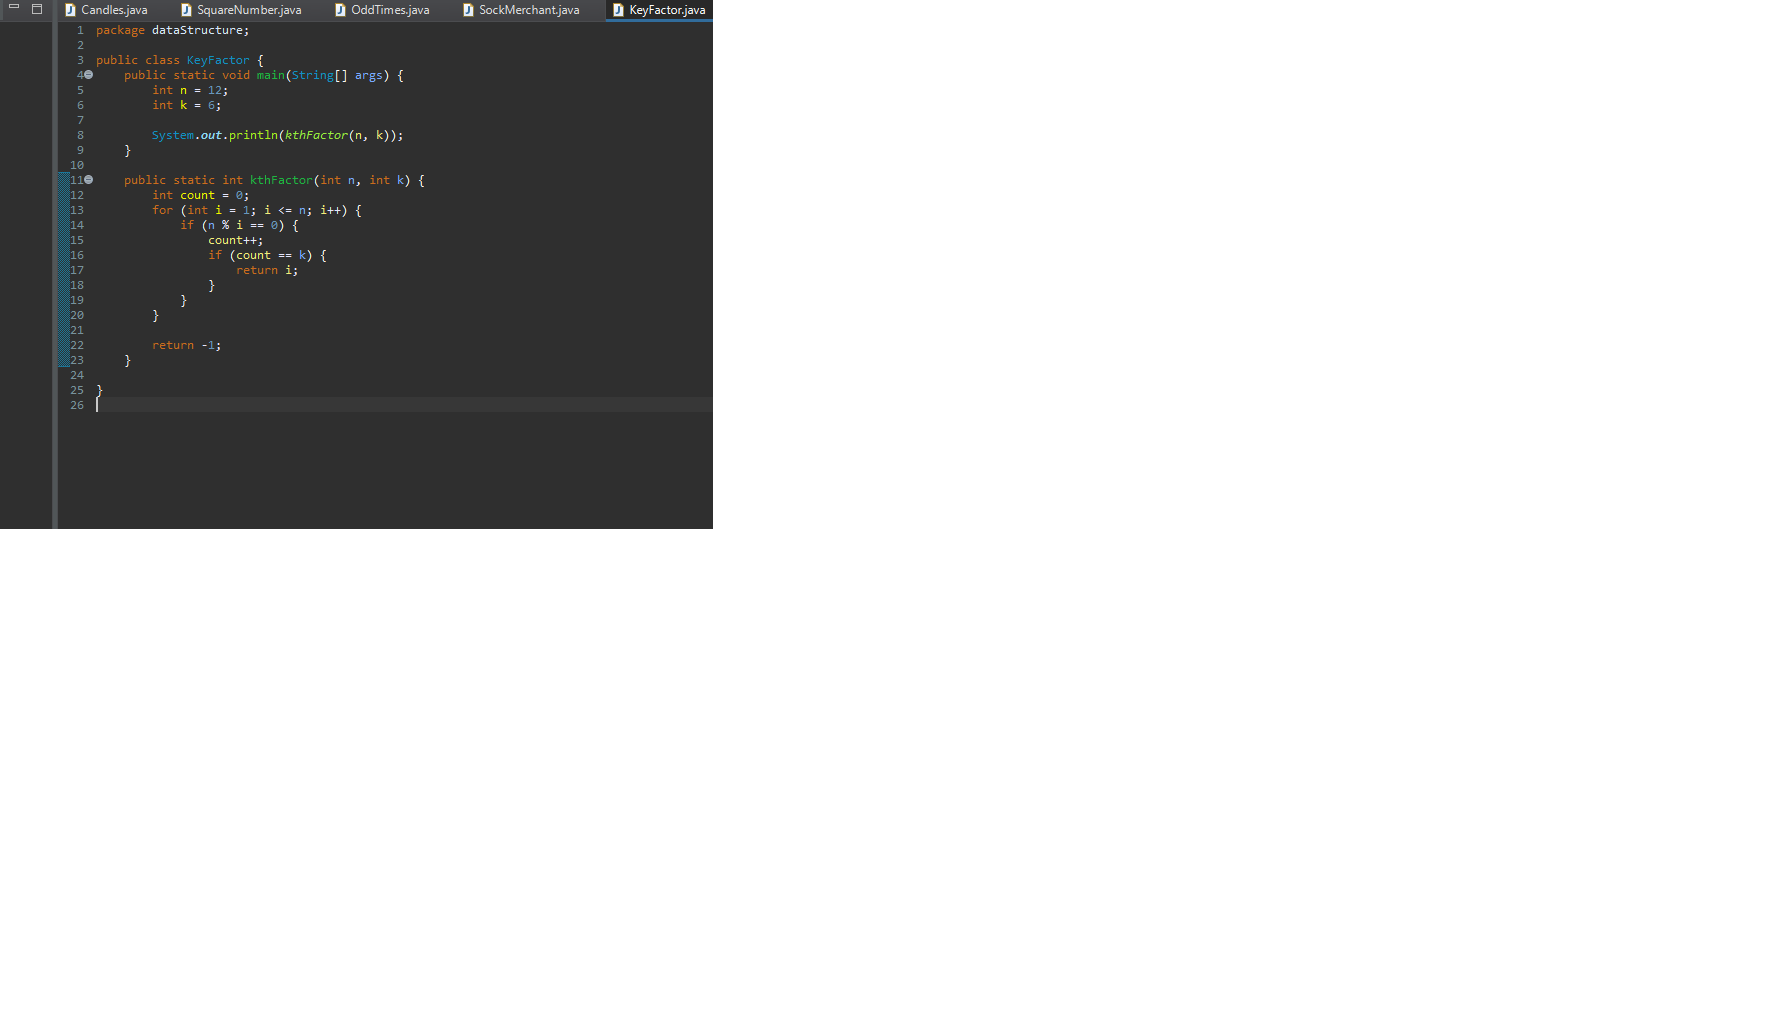 Candles.java SquareNumber.java OddTimes.java SockMerchant.java KeyFactor.java
1 package dataStructure;
2
3 public class KeyFactor {
4 public static void main(String[] args) {
5 int n = 12;
6 int k = 6;
7
8 System.out.println(kthFactor(n, k));
9 }
10
11 public static int kthFactor(int n, int k) {
12 int count = 0;
13 for (int i = 1; i <= n; i++) {
14 if (n % i == 0) {
15 count++;
16 if (count == k) {
17 return i;
18 }
19 }
20 }
21
22 return -1;
23 }
24
25 }
26